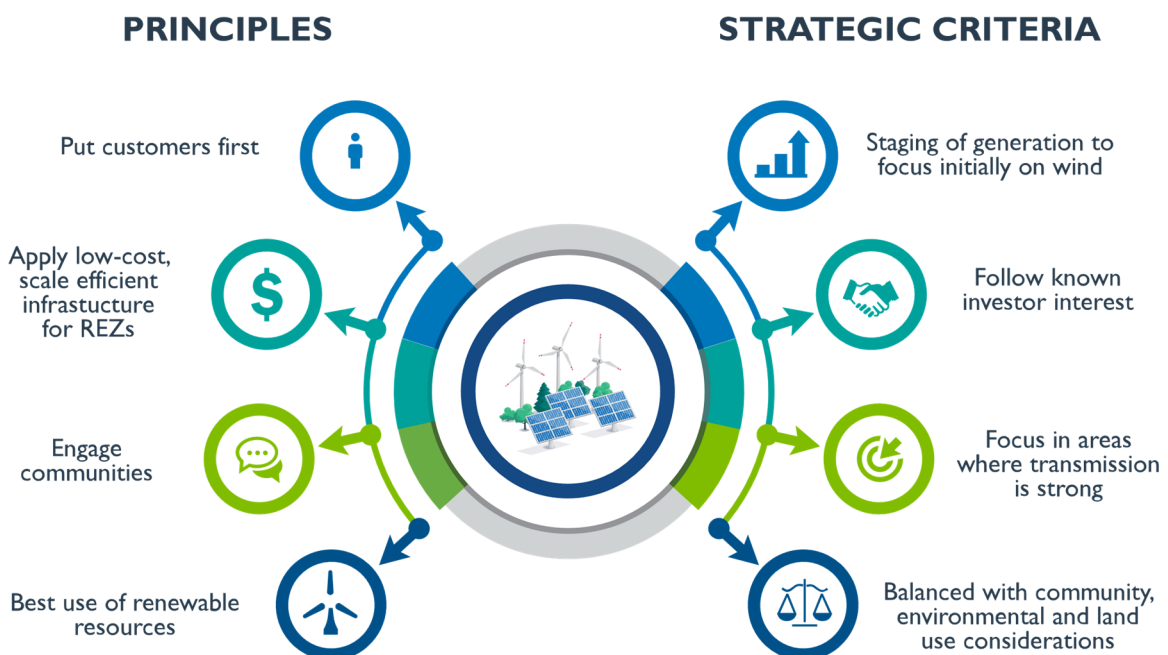 PRINCIPLES
Put customers first
Apply low-cost,
scale efficient
infrastucture
for REZs
$
Engage
communities
Best use of renewable
resources
STRATEGIC CRITERIA
Staging of generation to
focus initially on wind
Follow known
investor interest
Focus in areas
where transmission
is strong
Balanced with community,
environmental and land
use considerations